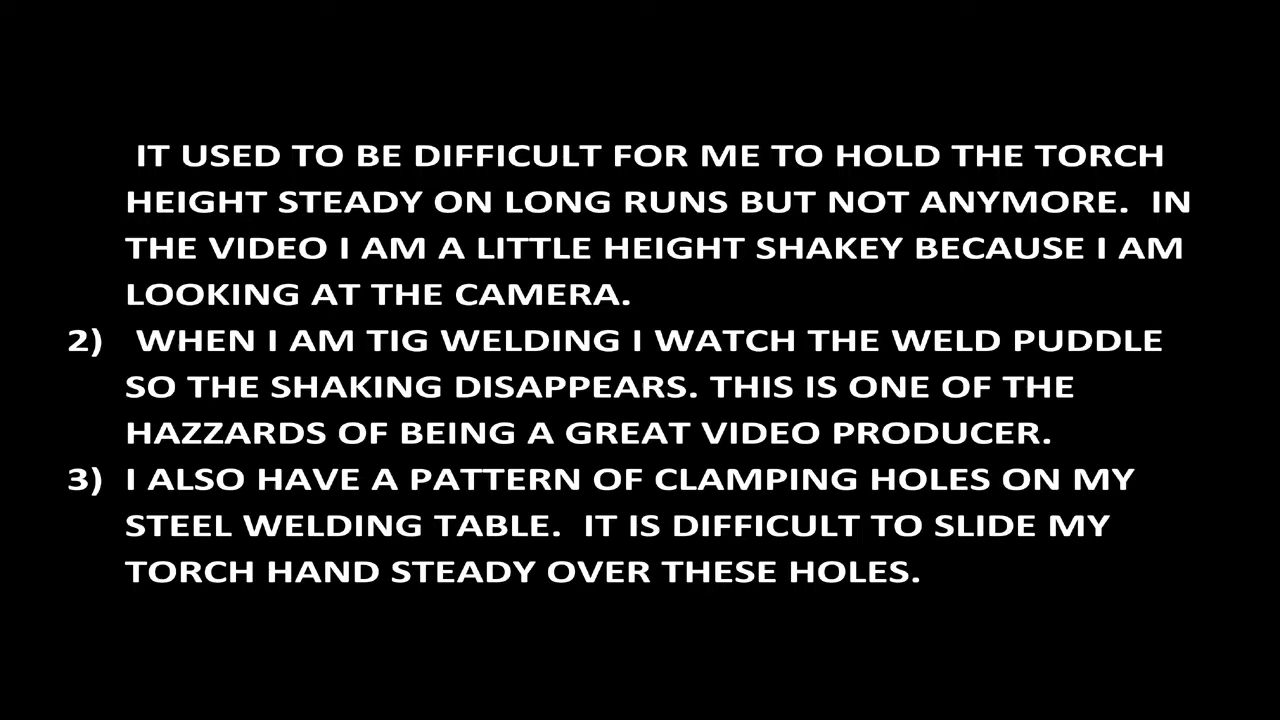 IT USED TO BE DIFFICULT FOR ME TO HOLD THE TORCH
HEIGHT STEADY ON LONG RUNS BUT NOT ANYMORE.  IN
THE VIDEO I AM A LITTLE HEIGHT SHAKEY BECAUSE I AM
LOOKING AT THE CAMERA.
2)  WHEN I AM TIG WELDING I WATCH THE WELD PUDDLE
SO THE SHAKING DISAPPEARS. THIS IS ONE OF THE
HAZZARDS OF BEING A GREAT VIDEO PRODUCER.
3)  I ALSO HAVE A PATTERN OF CLAMPING HOLES ON MY
STEEL WELDING TABLE.  IT IS DIFFICULT TO SLIDE MY
TORCH HAND STEADY OVER THESE HOLES.